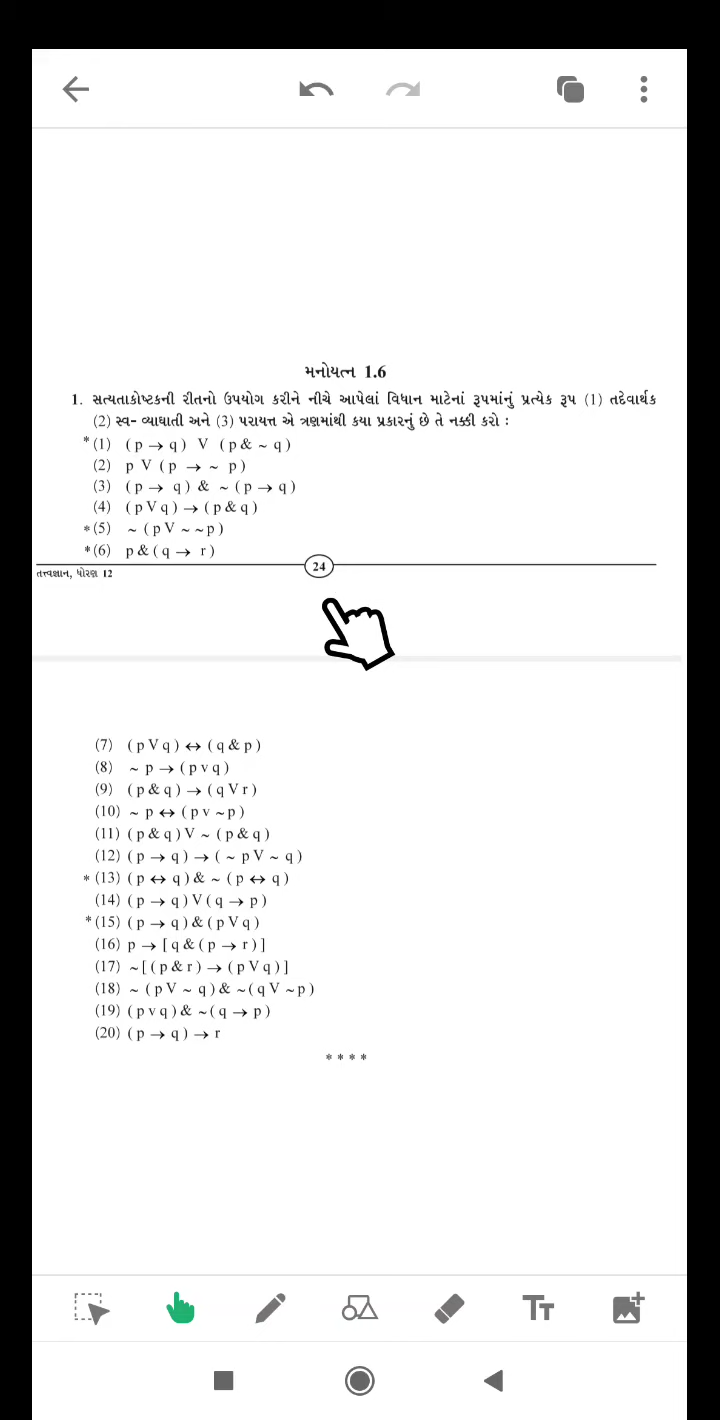 મનોયત્ન 1.6
1. સત્યતાકોષ્ટકની રીતનો ઉપયોગ કરીને નીચે આપેલાં વિધાન માટેનાં રૂપમાંનું પ્રત્યેક રૂપ (1) તદેવાર્થક
(2) સ્વ- વ્યાઘાતી અને (3) પરાયત્ત એ ત્રણમાંથી કયા પ્રકારનું છે તે નક્કી કરો :
*(1) ( p → q ) V ( p & ~ q )
(2) p V ( p → ~ p )
(3) ( p → q ) & ~ ( p → q )
(4) ( p V q ) → ( p & q )
*(5) ~ ( p V ~ ~ p )
*(6) p & ( q → r )
તત્ત્વજ્ઞાન, ધોરણ 12
24
(7) ( p V q ) ↔ ( q & p )
(8) ~ p → ( p v q )
(9) ( p & q ) → ( q V r )
(10) ~ p ↔ ( p v ~ p )
(11) ( p & q ) V ~ ( p & q )
(12) ( p → q ) → ( ~ p V ~ q )
* (13) ( p ↔ q ) & ~ ( p ↔ q )
(14) ( p → q ) V ( q → p )
* (15) ( p → q ) & ( p V q )
(16) p → [ q & ( p → r ) ]
(17) ~ [ ( p & r ) → ( p V q ) ]
(18) ~ ( p V ~ q ) & ~ ( q V ~ p )
(19) ( p v q ) & ~ ( q → p )
(20) ( p → q ) → r
* * * *
TT